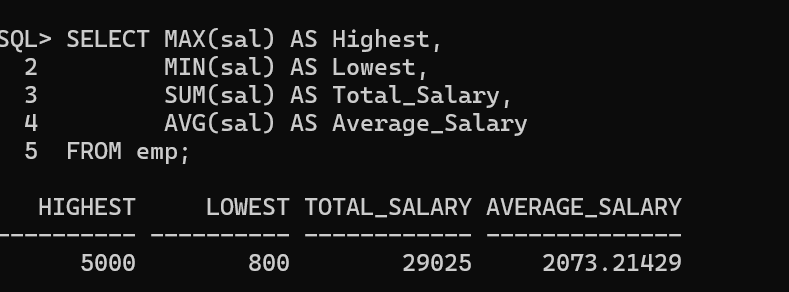 SQL> SELECT MAX(sal) AS Highest,
  2         MIN(sal) AS Lowest,
  3         SUM(sal) AS Total_Salary,
  4         AVG(sal) AS Average_Salary
  5  FROM emp;

   HIGHEST     LOWEST TOTAL_SALARY AVERAGE_SALARY
---------- ---------- ------------ --------------
      5000        800        29025     2073.21429